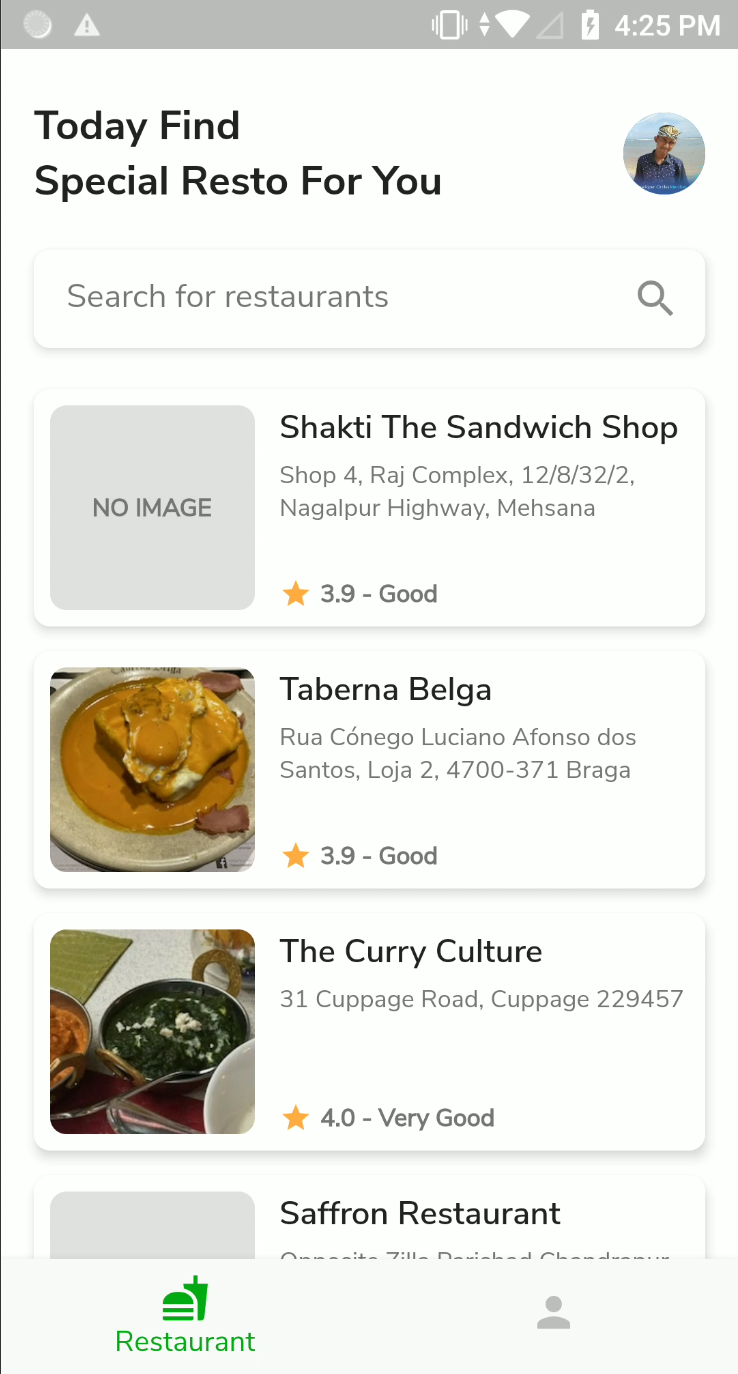 4:25 PM
Today Find
Special Resto For You
Search for restaurants
NO IMAGE
Shakti The Sandwich Shop
Shop 4, Raj Complex, 12/8/32/2,
Nagalpur Highway, Mehsana
3.9 - Good
Taberna Belga
Rua Cónego Luciano Afonso dos
Santos, Loja 2, 4700-371 Braga
3.9 - Good
The Curry Culture
31 Cuppage Road, Cuppage 229457
4.0 - Very Good
Saffron Restaurant
Restaurant